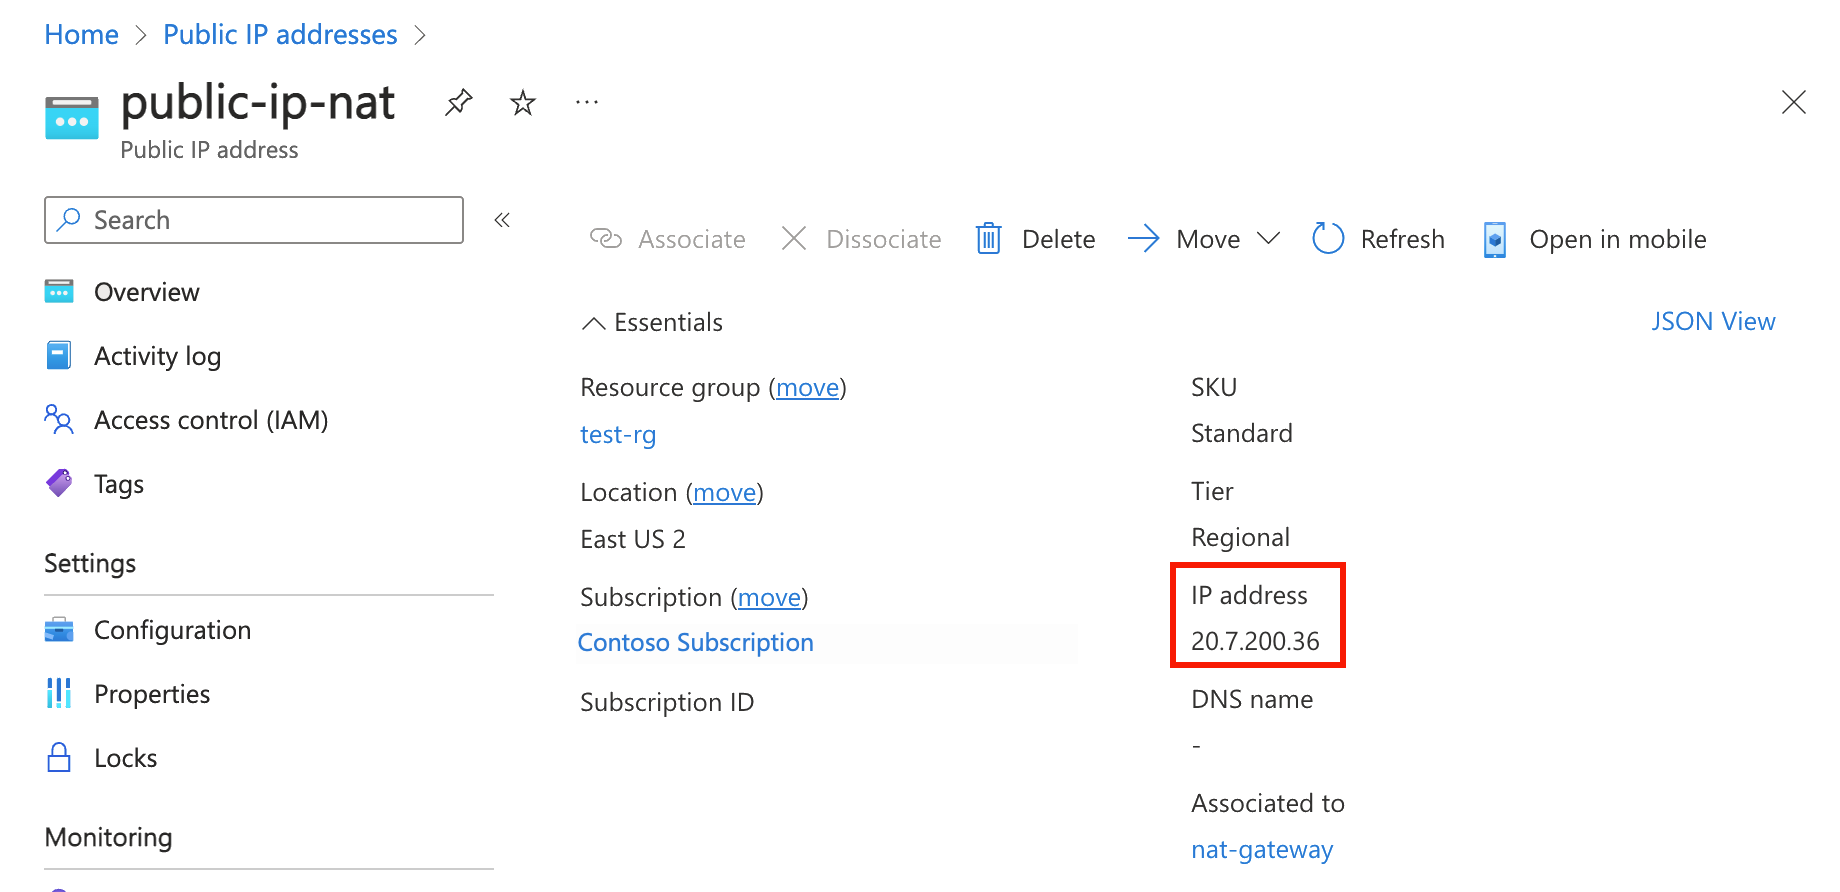 Home > Public IP addresses >
public-ip-nat
Public IP address
Search
«
Overview
Activity log
Access control (IAM)
Tags
Settings
Configuration
Properties
Locks
Monitoring
Associate Dissociate Delete Move Refresh Open in mobile
Essentials
JSON View
Resource group (move)
test-rg
Location (move)
East US 2
Subscription (move)
Contoso Subscription
Subscription ID
SKU
Standard
Tier
Regional
IP address
20.7.200.36
DNS name
-
Associated to
nat-gateway